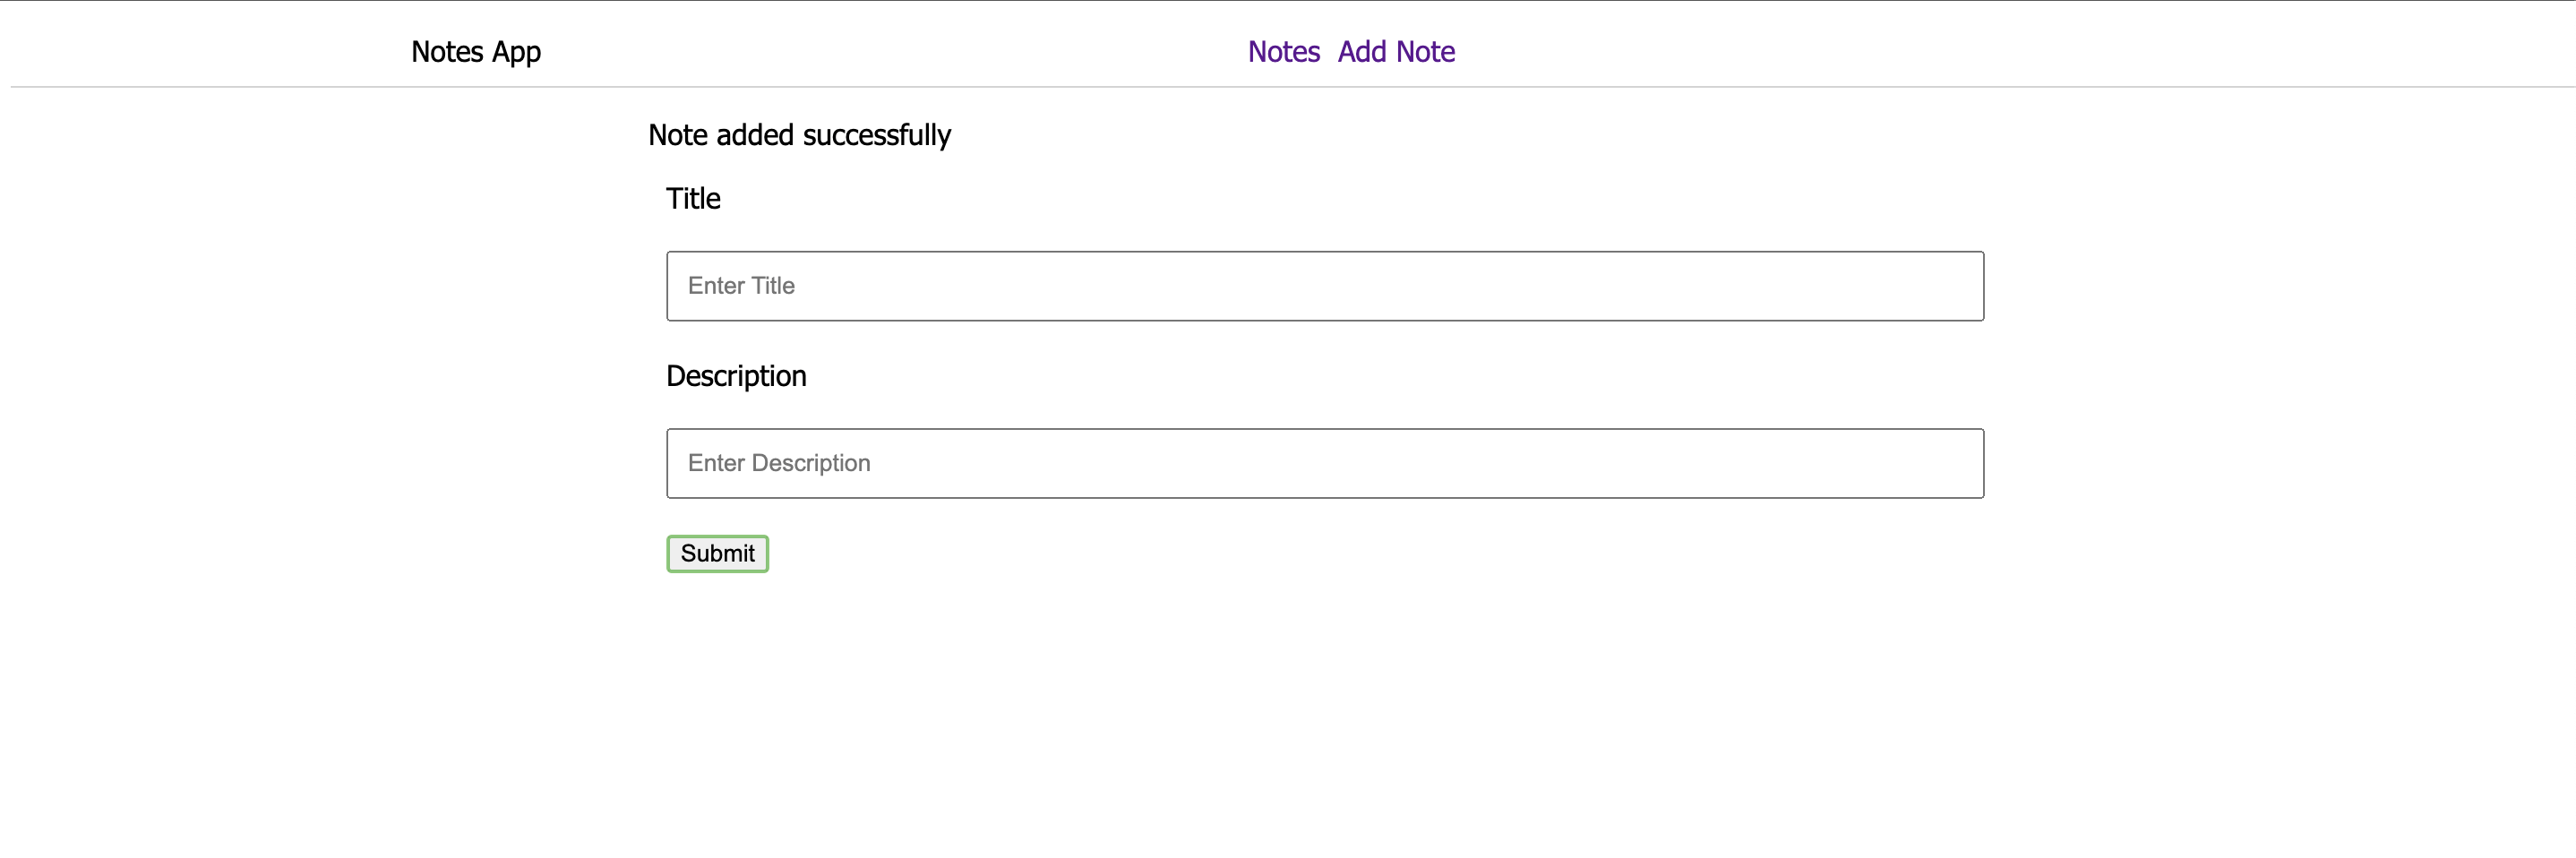 Notes App Notes Add Note
Note added successfully
Title
Enter Title
Description
Enter Description
Submit